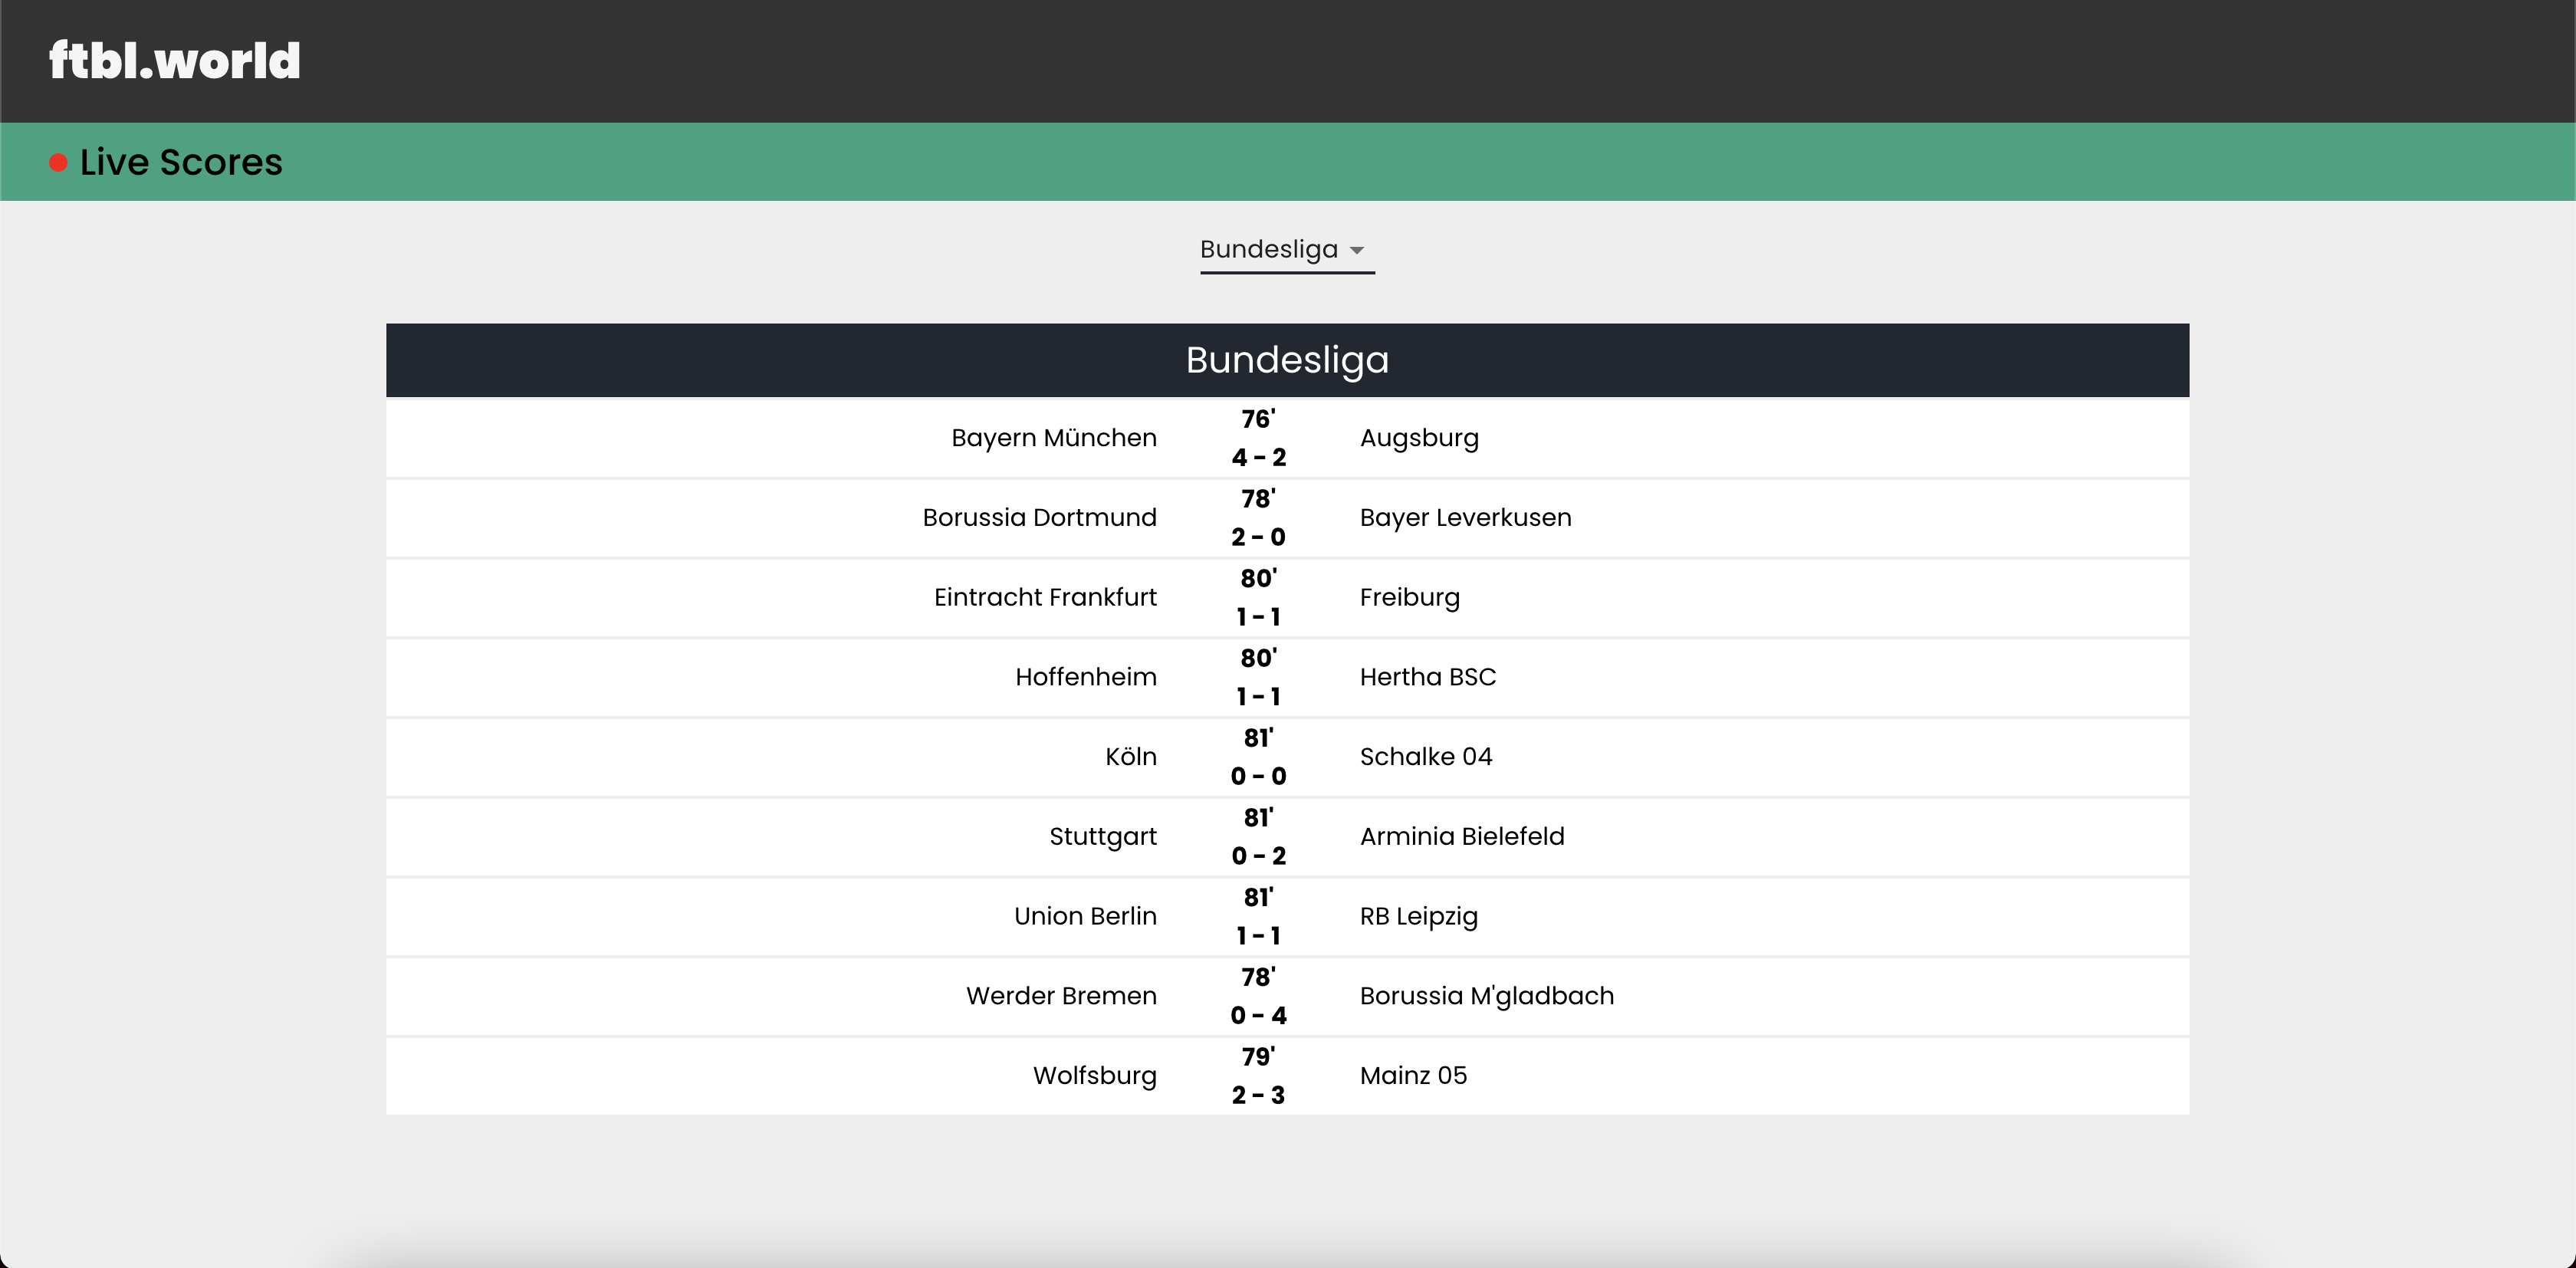 ftbl.world
Live Scores
Bundesliga
Bundesliga
76'
Bayern München 4 - 2 Augsburg
78'
Borussia Dortmund 2 - 0 Bayer Leverkusen
80'
Eintracht Frankfurt 1 - 1 Freiburg
80'
Hoffenheim 1 - 1 Hertha BSC
81'
Köln 0 - 0 Schalke 04
81'
Stuttgart 0 - 2 Arminia Bielefeld
81'
Union Berlin 1 - 1 RB Leipzig
78'
Werder Bremen 0 - 4 Borussia M'gladbach
79'
Wolfsburg 2 - 3 Mainz 05